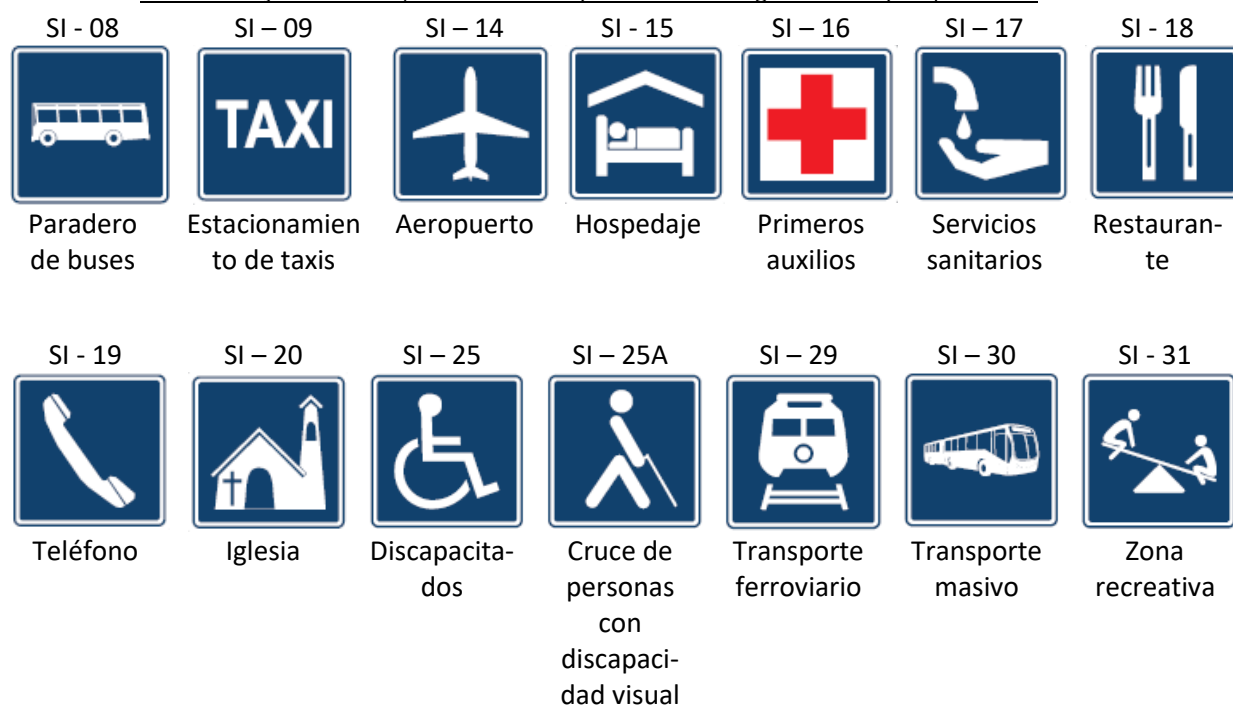 SI - 08 SI – 09 SI – 14 SI - 15 SI – 16 SI – 17 SI - 18
TAXI
Paradero Estacionamien Aeropuerto Hospedaje Primeros Servicios Restauran-
de buses to de taxis auxilios sanitarios te
SI - 19 SI – 20 SI – 25 SI – 25A SI – 29 SI – 30 SI - 31
Teléfono Iglesia Discapacita- Cruce de Transporte Transporte Zona
dos personas ferroviario masivo recreativa
con
discapaci-
dad visual